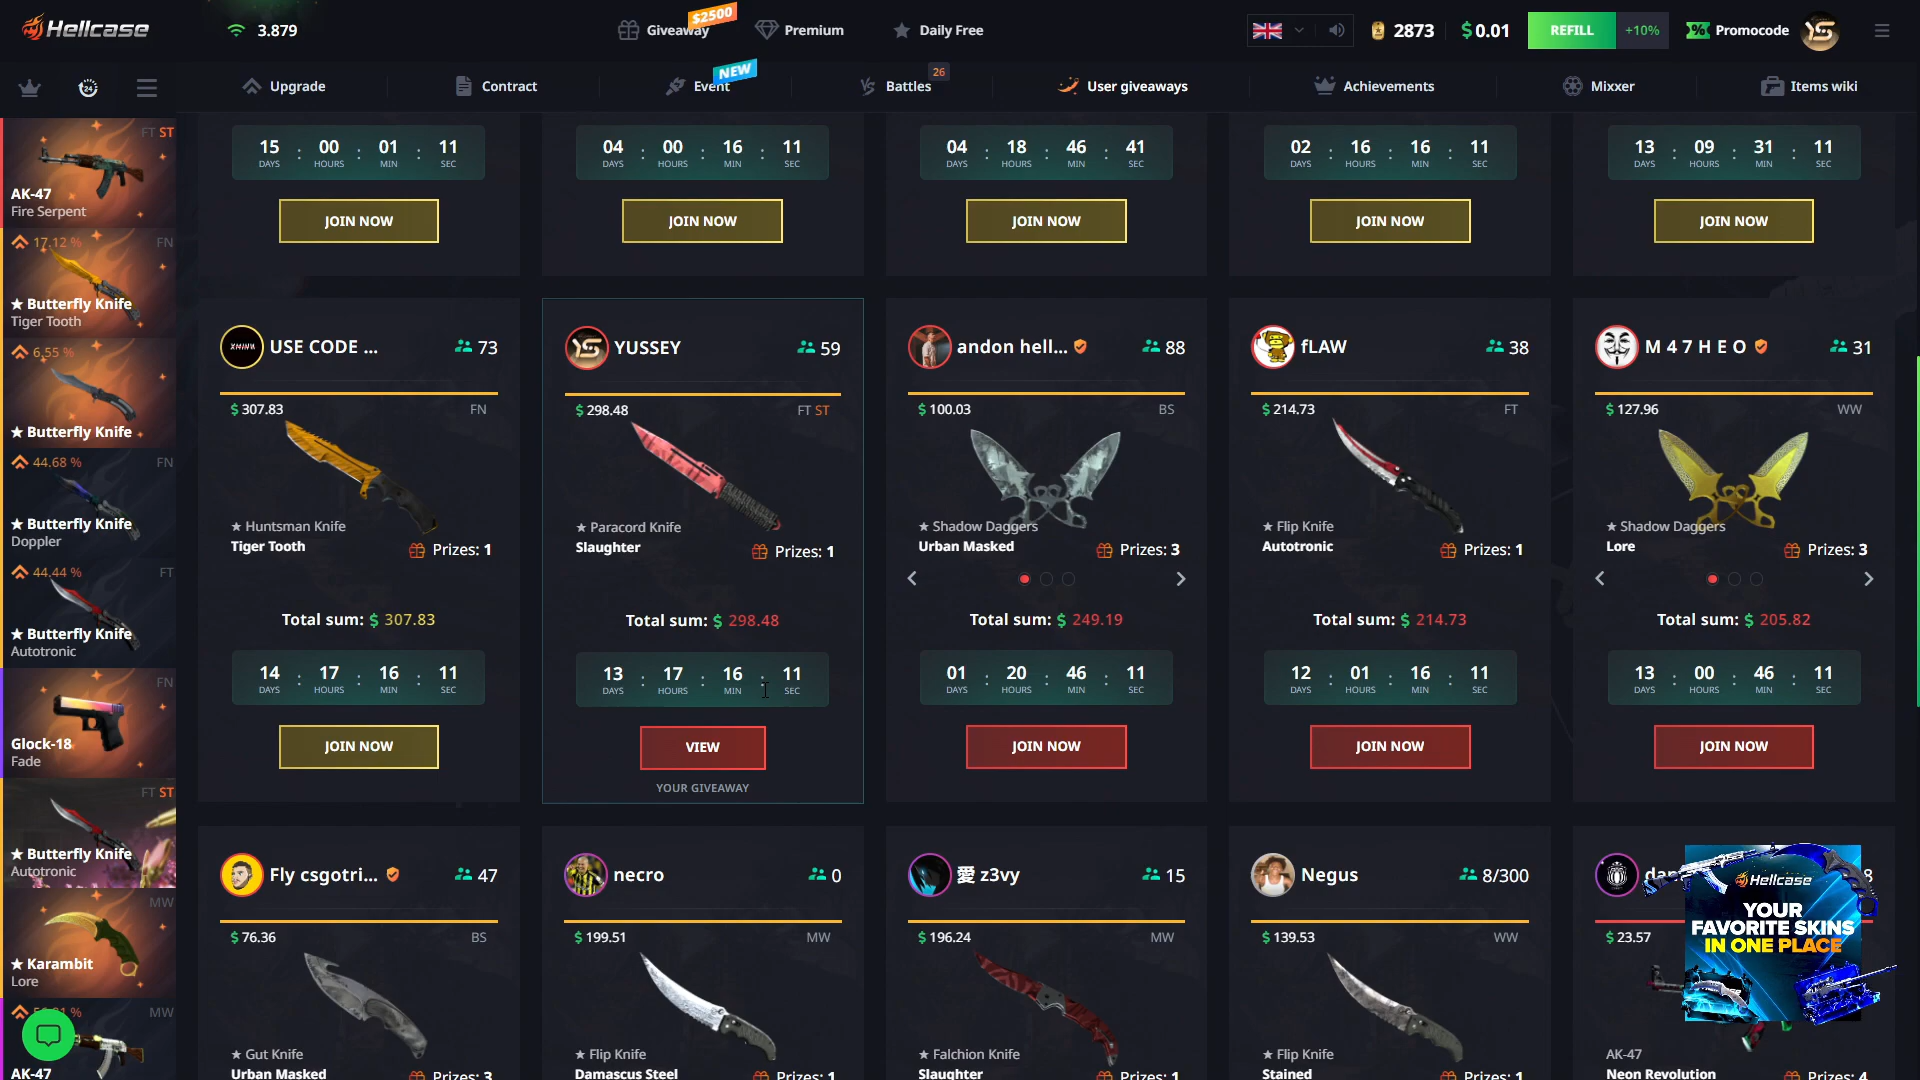 Hellcase
3.879
Giveaway
$2500
Premium
Daily Free
2873
$ 0.01
REFILL
+10%
Promocode
24
Upgrade
Contract
Event
NEW
Battles
26
User giveaways
Achievements
Mixxer
Items wiki
FT ST
AK-47
Fire Serpent
17.12 %
FN
★ Butterfly Knife
Tiger Tooth
6.55 %
★ Butterfly Knife
44.68 %
FN
★ Butterfly Knife
Doppler
44.44 %
FT
★ Butterfly Knife
Autotronic
FN
Glock-18
Fade
FT ST
★ Butterfly Knife
Autotronic
MW
★ Karambit
Lore
MW
AK-47
15 : 00 : 01 : 11
DAYS HOURS MIN SEC
JOIN NOW
04 : 00 : 16 : 11
DAYS HOURS MIN SEC
JOIN NOW
04 : 18 : 46 : 41
DAYS HOURS MIN SEC
JOIN NOW
02 : 16 : 16 : 11
DAYS HOURS MIN SEC
JOIN NOW
13 : 09 : 31 : 11
DAYS HOURS MIN SEC
JOIN NOW
USE CODE ...
73
$ 307.83
FN
★ Huntsman Knife
Tiger Tooth
Prizes: 1
Total sum: $ 307.83
14 : 17 : 16 : 11
DAYS HOURS MIN SEC
JOIN NOW
YUSSEY
59
$ 298.48
FT ST
★ Paracord Knife
Slaughter
Prizes: 1
Total sum: $ 298.48
13 : 17 : 16 : 11
DAYS HOURS MIN SEC
VIEW
YOUR GIVEAWAY
andon hell...
88
$ 100.03
BS
★ Shadow Daggers
Urban Masked
Prizes: 3
Total sum: $ 249.19
01 : 20 : 46 : 11
DAYS HOURS MIN SEC
JOIN NOW
fLAW
38
$ 214.73
FT
★ Flip Knife
Autotronic
Prizes: 1
Total sum: $ 214.73
12 : 01 : 16 : 11
DAYS HOURS MIN SEC
JOIN NOW
M 4 7 H E O
31
$ 127.96
WW
★ Shadow Daggers
Lore
Prizes: 3
Total sum: $ 205.82
13 : 00 : 46 : 11
DAYS HOURS MIN SEC
JOIN NOW
Fly csgotri...
47
$ 76.36
BS
★ Gut Knife
Urban Masked
Prizes: 3
necro
0
$ 199.51
MW
★ Flip Knife
Damascus Steel
Prizes: 1
愛 z3vy
15
$ 196.24
MW
★ Falchion Knife
Slaughter
Prizes: 1
Negus
8/300
$ 139.53
WW
★ Flip Knife
Stained
Prizes: 1
$ 23.57
AK-47
Neon Revolution
Prizes: 4
Hellcase
YOUR
FAVORITE SKINS
IN ONE PLACE